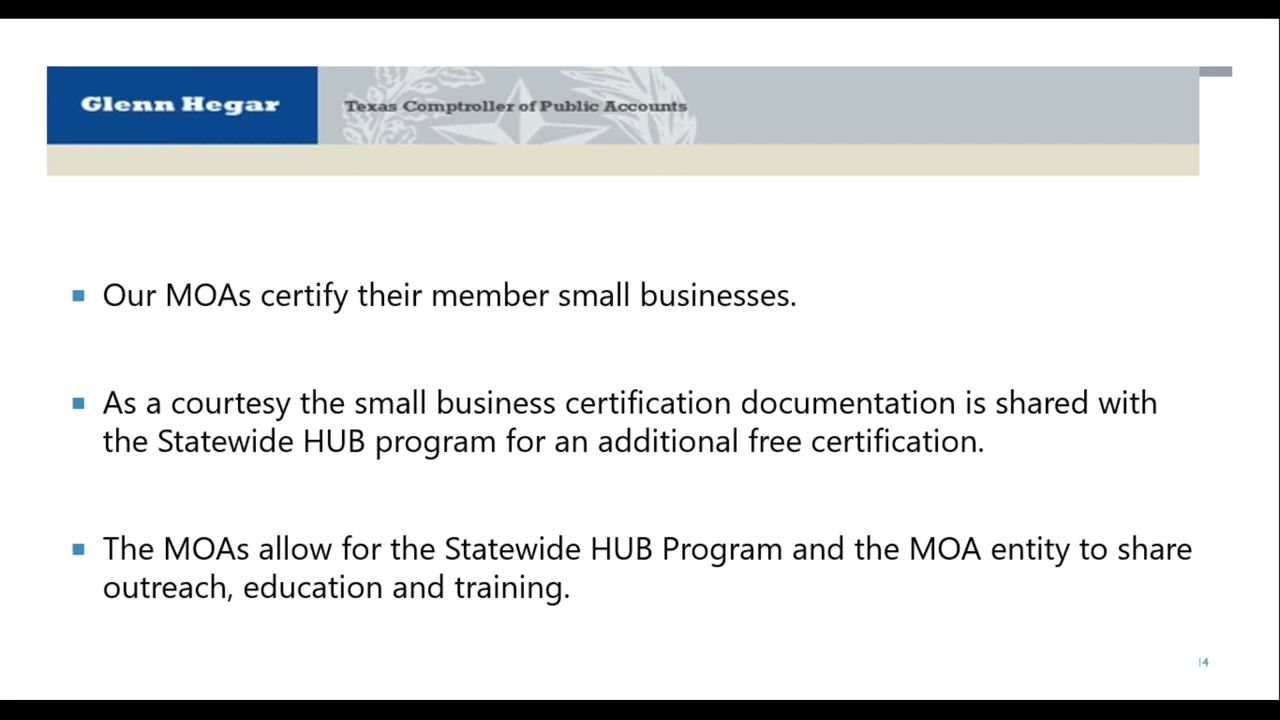 Glenn Hegar
Texas Comptroller of Public Accounts
Our MOAs certify their member small businesses.
As a courtesy the small business certification documentation is shared with
the Statewide HUB program for an additional free certification.
The MOAs allow for the Statewide HUB Program and the MOA entity to share
outreach, education and training.
14